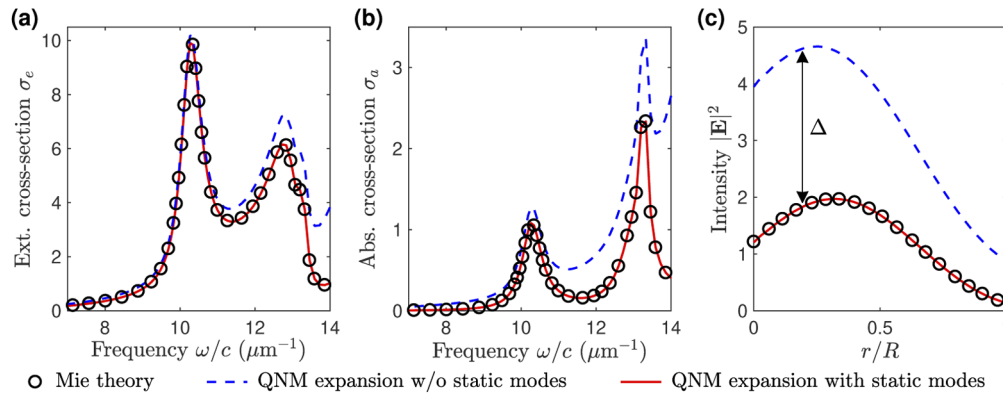 (a)
10
8
6
4
2
0
Ext. cross-section σₑ
8 10 12 14
Frequency ω/c (μm⁻¹)
(b)
3
2
1
0
Abs. cross-section σₐ
8 10 12 14
Frequency ω/c (μm⁻¹)
(c)
5
4
3
2
1
0
Intensity |E|²
Δ
0 0.5
r/R
Mie theory
QNM expansion w/o static modes
QNM expansion with static modes